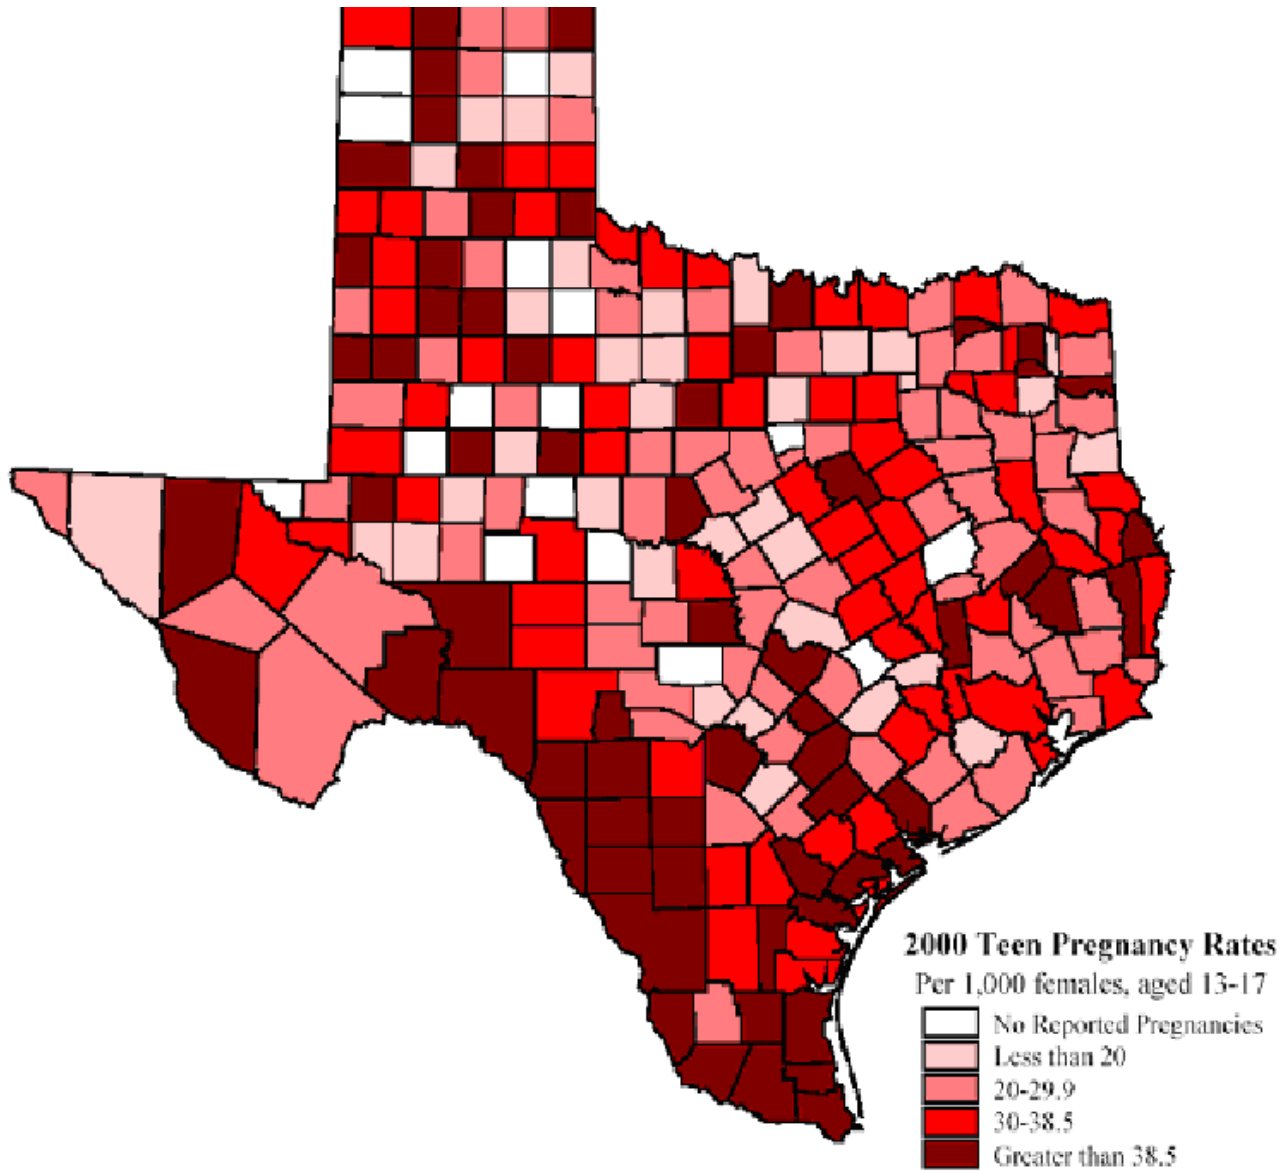 2000 Teen Pregnancy Rates
Per 1,000 females, aged 13-17
No Reported Pregnancies
Less than 20
20-29.9
30-38.5
Greater than 38.5